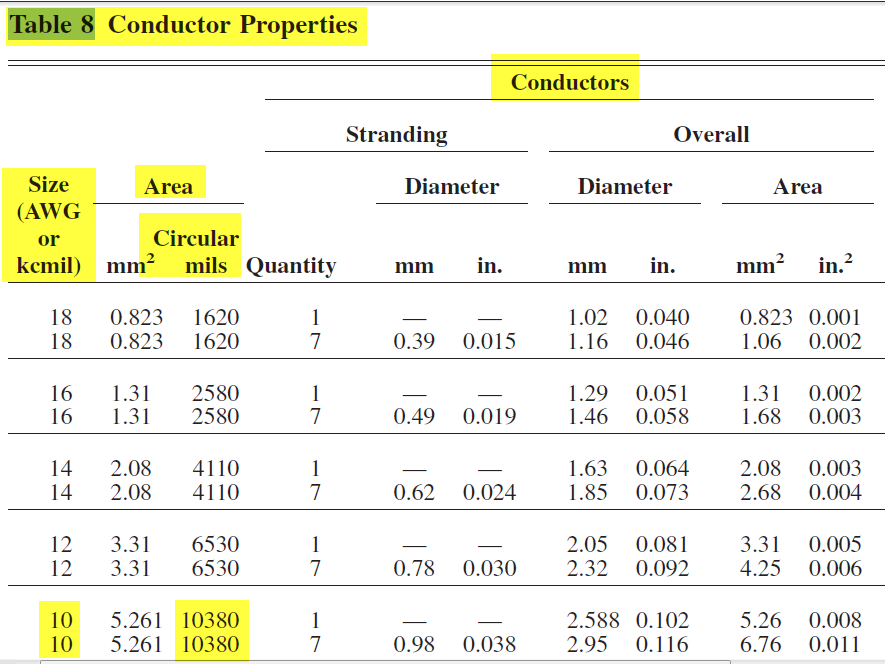 Table 8 Conductor Properties
Conductors
Stranding Overall
Size Area Diameter Diameter Area
(AWG
or Circular
kcmil) mm² mils Quantity mm in. mm in. mm² in.²
18 0.823 1620 1 — — 1.02 0.040 0.823 0.001
18 0.823 1620 7 0.39 0.015 1.16 0.046 1.06 0.002
16 1.31 2580 1 — — 1.29 0.051 1.31 0.002
16 1.31 2580 7 0.49 0.019 1.46 0.058 1.68 0.003
14 2.08 4110 1 — — 1.63 0.064 2.08 0.003
14 2.08 4110 7 0.62 0.024 1.85 0.073 2.68 0.004
12 3.31 6530 1 — — 2.05 0.081 3.31 0.005
12 3.31 6530 7 0.78 0.030 2.32 0.092 4.25 0.006
10 5.261 10380 1 — — 2.588 0.102 5.26 0.008
10 5.261 10380 7 0.98 0.038 2.95 0.116 6.76 0.011